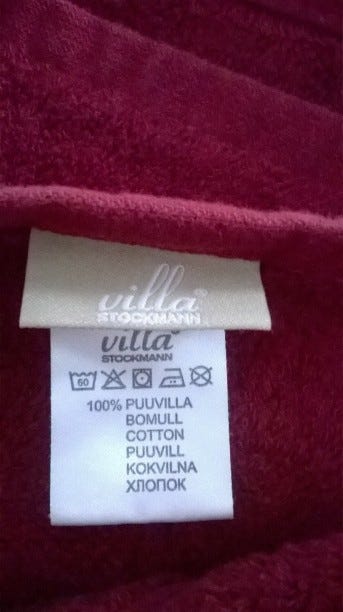 villa®
STOCKMANN
villa®
STOCKMANN
60
100% PUUVILLA
BOMULL
COTTON
PUUVILL
KOKVILNA
ХЛОПОК